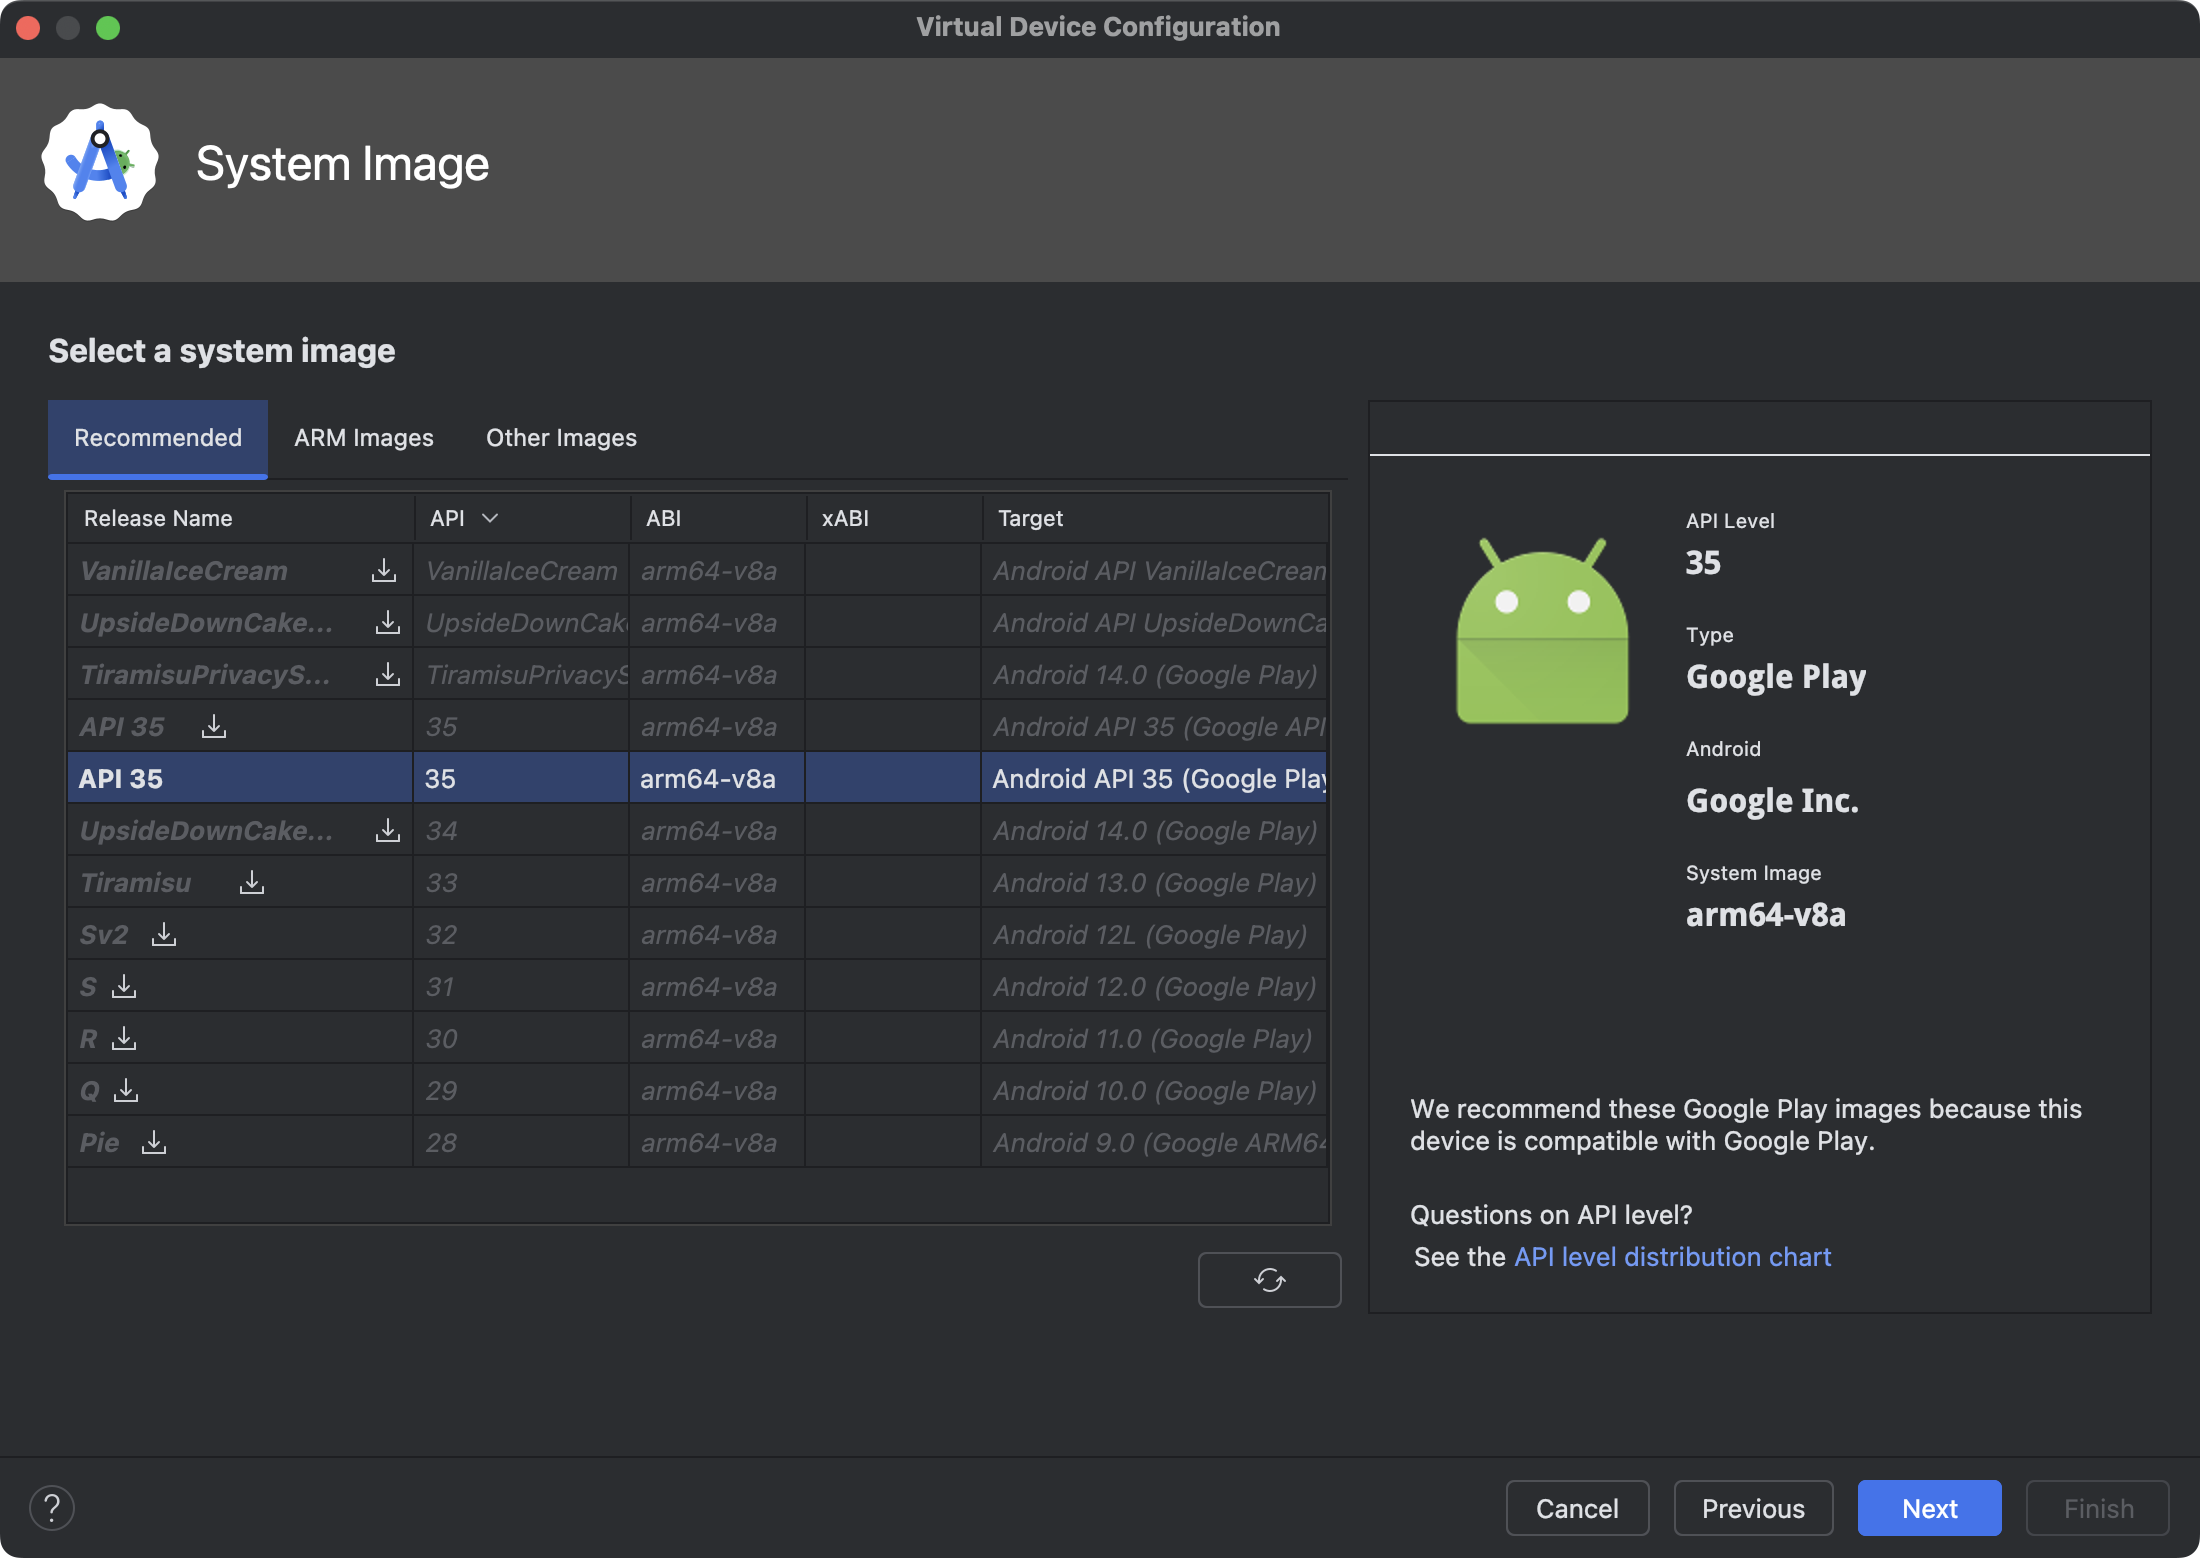 Virtual Device Configuration
System Image
Select a system image
Recommended ARM Images Other Images
Release Name API ABI xABI Target
VanillaIceCream VanillaIceCream arm64-v8a Android API VanillaIceCream
UpsideDownCake... UpsideDownCake arm64-v8a Android API UpsideDownCa
TiramisuPrivacyS... TiramisuPrivacyS arm64-v8a Android 14.0 (Google Play)
API 35 35 arm64-v8a Android API 35 (Google API
API 35 35 arm64-v8a Android API 35 (Google Play
UpsideDownCake... 34 arm64-v8a Android 14.0 (Google Play)
Tiramisu 33 arm64-v8a Android 13.0 (Google Play)
Sv2 32 arm64-v8a Android 12L (Google Play)
S 31 arm64-v8a Android 12.0 (Google Play)
R 30 arm64-v8a Android 11.0 (Google Play)
Q 29 arm64-v8a Android 10.0 (Google Play)
Pie 28 arm64-v8a Android 9.0 (Google ARM64
API Level
35
Type
Google Play
Android
Google Inc.
System Image
arm64-v8a
We recommend these Google Play images because this
device is compatible with Google Play.
Questions on API level?
See the API level distribution chart
? Cancel Previous Next Finish